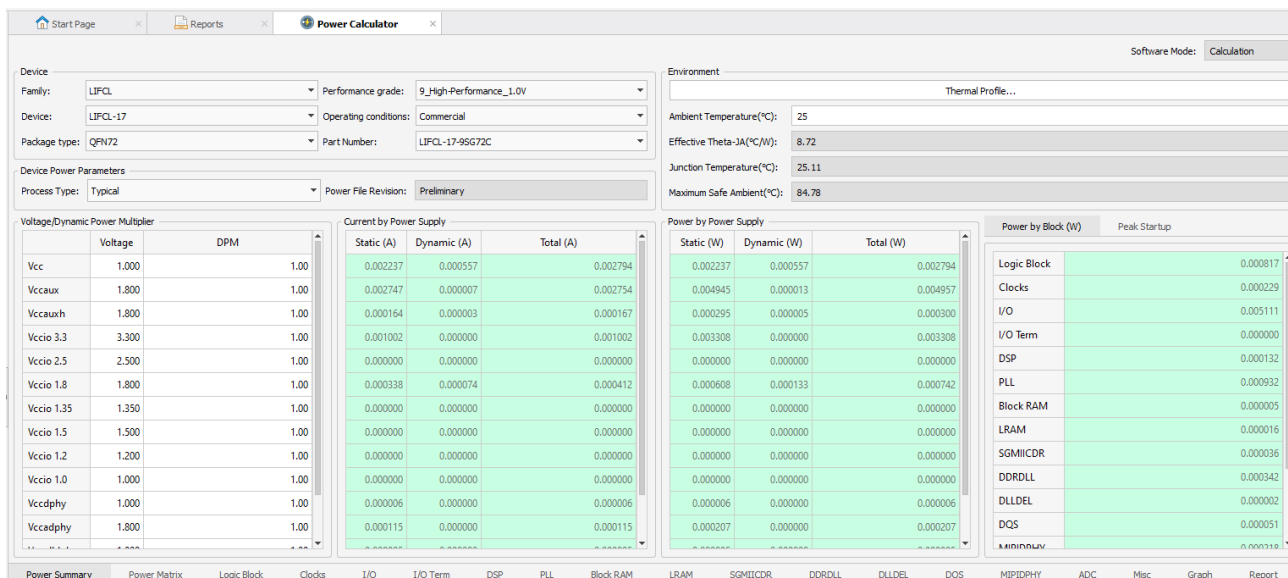 Start Page × Reports × Power Calculator ×
Software Mode: Calculation
Device
Family: LIFCL Performance grade: 9_High-Performance_1.0V
Device: LIFCL-17 Operating conditions: Commercial
Package type: QFN72 Part Number: LIFCL-17-9SG72C
Device Power Parameters
Process Type: Typical Power File Revision: Preliminary
Environment
Thermal Profile...
Ambient Temperature(°C): 25
Effective Theta-JA(°C/W): 8.72
Junction Temperature(°C): 25.11
Maximum Safe Ambient(°C): 84.78
Voltage/Dynamic Power Multiplier
Voltage DPM
Vcc 1.000 1.00
Vccaux 1.800 1.00
Vccauxh 1.800 1.00
Vccio 3.3 3.300 1.00
Vccio 2.5 2.500 1.00
Vccio 1.8 1.800 1.00
Vccio 1.35 1.350 1.00
Vccio 1.5 1.500 1.00
Vccio 1.2 1.200 1.00
Vccio 1.0 1.000 1.00
Vccdphy 1.000 1.00
Vccadphy 1.800 1.00
Current by Power Supply
Static (A) Dynamic (A) Total (A)
0.002237 0.000557 0.002794
0.002747 0.000007 0.002754
0.000164 0.000003 0.000167
0.001002 0.000000 0.001002
0.000000 0.000000 0.000000
0.000338 0.000074 0.000412
0.000000 0.000000 0.000000
0.000000 0.000000 0.000000
0.000000 0.000000 0.000000
0.000000 0.000000 0.000000
0.000006 0.000000 0.000006
0.000115 0.000000 0.000115
Power by Power Supply
Static (W) Dynamic (W) Total (W)
0.002237 0.000557 0.002794
0.004945 0.000013 0.004957
0.000295 0.000005 0.000300
0.003308 0.000000 0.003308
0.000000 0.000000 0.000000
0.000608 0.000133 0.000742
0.000000 0.000000 0.000000
0.000000 0.000000 0.000000
0.000000 0.000000 0.000000
0.000000 0.000000 0.000000
0.000006 0.000000 0.000006
0.000207 0.000000 0.000207
Power by Block (W) Peak Startup
Logic Block 0.000817
Clocks 0.000229
I/O 0.005111
I/O Term 0.000000
DSP 0.000132
PLL 0.000932
Block RAM 0.000005
LRAM 0.000016
SGMIICDR 0.000036
DDRDLL 0.000342
DLLDEL 0.000002
DQS 0.000051
MIPIDPHY 0.000218
Power Summary Power Matrix Logic Block Clocks I/O I/O Term DSP PLL Block RAM LRAM SGMIICDR DDRDLL DLLDEL DQS MIPIDPHY ADC Misc Graph Report